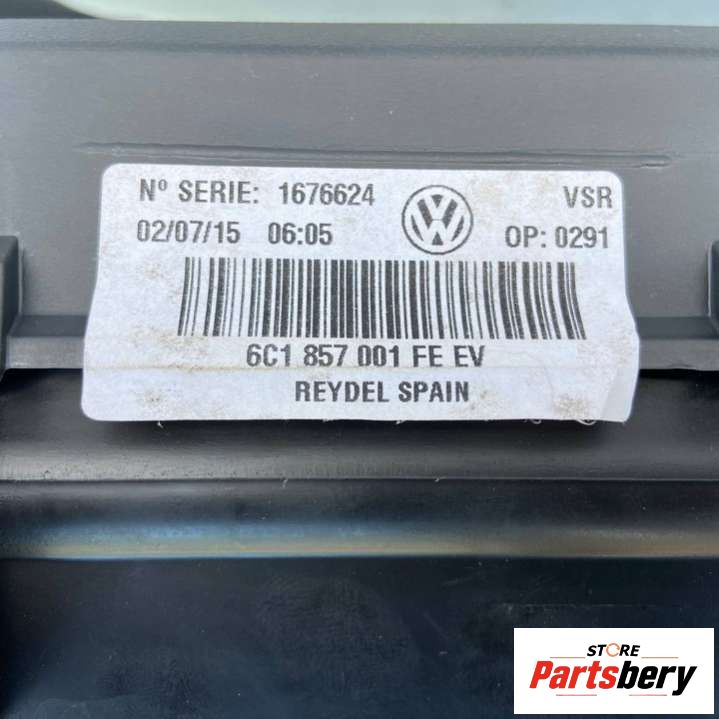 Nº SERIE: 1676624 VSR
02/07/15 06:05 OP: 0291
6C1 857 001 FE EV
REYDEL SPAIN
STORE
Partsbery